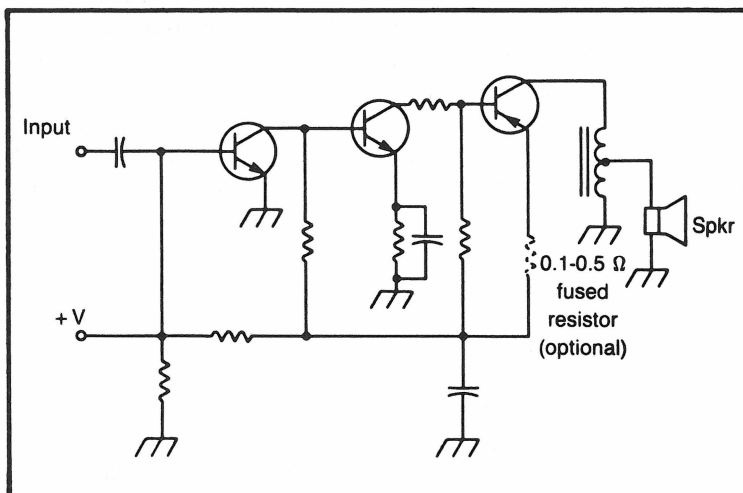 Input
Spkr
0.1-0.5 Ω
fused
resistor
(optional)
+ V